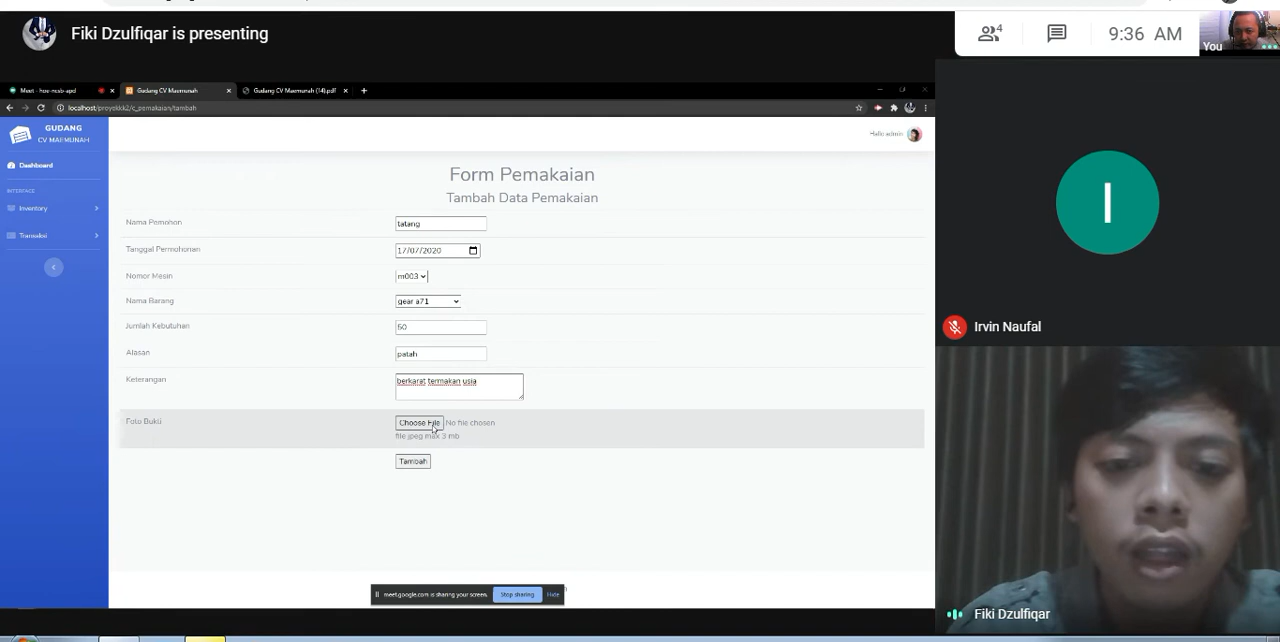 Fiki Dzulfiqar is presenting
4
9:36 AM
You
Gudang CV Maemunah
Gudang CV Maemunah (14).pdf
localhost/proyekkk2/c_pemakaian/tambah
GUDANG
CV MAEMUNAH
Hallo admin
Dashboard
INTERFACE
Inventory
Transaksi
Form Pemakaian
Tambah Data Pemakaian
Nama Pemohon
tatang
Tanggal Permohonan
17/07/2020
Nomor Mesin
m003
Nama Barang
gear a71
Jumlah Kebutuhan
50
Alasan
patah
Keterangan
berkarat termakan usia
Foto Bukti
Choose File No file chosen
file jpeg max 3 mb
Tambah
meet.google.com is sharing your screen.
Stop sharing
Hide
I
Irvin Naufal
Fiki Dzulfiqar